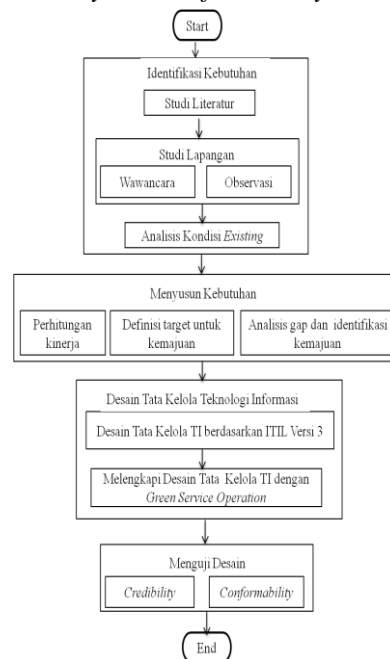 Start
Identifikasi Kebutuhan
Studi Literatur
Studi Lapangan
Wawancara
Observasi
Analisis Kondisi Existing
Menyusun Kebutuhan
Perhitungan
kinerja
Definisi target untuk
kemajuan
Analisis gap dan identifikasi
kemajuan
Desain Tata Kelola Teknologi Informasi
Desain Tata Kelola TI berdasarkan ITIL Versi 3
Melengkapi Desain Tata Kelola TI dengan
Green Service Operation
Menguji Desain
Credibility
Conformability
End